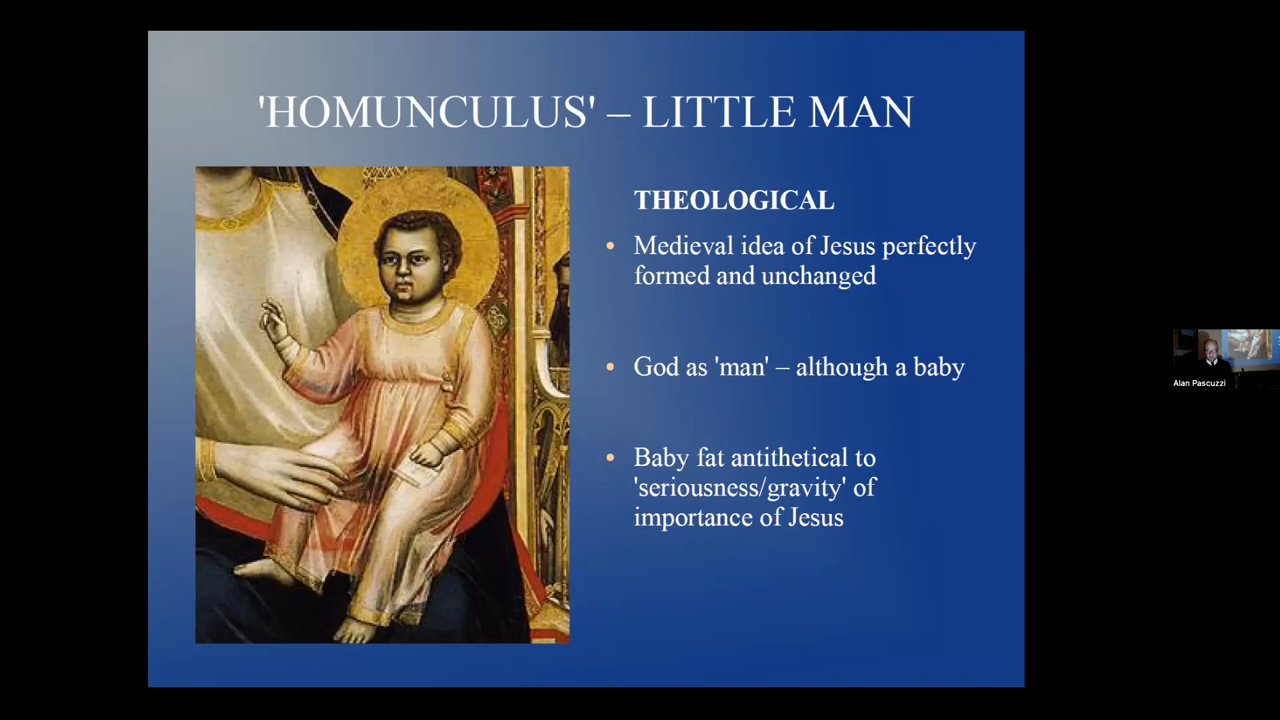 'HOMUNCULUS' – LITTLE MAN
THEOLOGICAL
• Medieval idea of Jesus perfectly
formed and unchanged
• God as 'man' – although a baby
• Baby fat antithetical to
'seriousness/gravity' of
importance of Jesus
Alan Pascuzzi